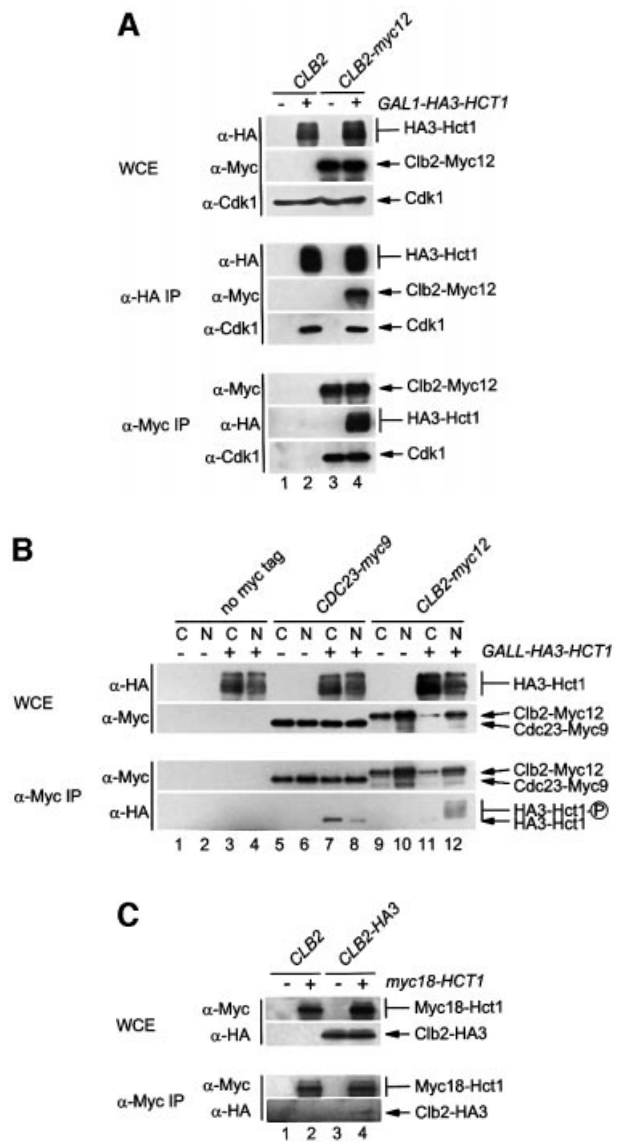 A
CLB2 CLB2-myc12
- + - + GAL1-HA3-HCT1
α-HA HA3-Hct1
WCE α-Myc Clb2-Myc12
α-Cdk1 Cdk1
α-HA HA3-Hct1
α-HA IP α-Myc Clb2-Myc12
α-Cdk1 Cdk1
α-Myc Clb2-Myc12
α-Myc IP α-HA HA3-Hct1
α-Cdk1 Cdk1
1 2 3 4
B
no myc tag CDC23-myc9 CLB2-myc12
C N C N C N C N C N C N
- - + + - - + + - - + + GALL-HA3-HCT1
WCE α-HA HA3-Hct1
α-Myc Clb2-Myc12
Cdc23-Myc9
α-Myc IP α-Myc Clb2-Myc12
Cdc23-Myc9
α-HA HA3-Hct1-P
HA3-Hct1
1 2 3 4 5 6 7 8 9 10 11 12
C
CLB2 CLB2-HA3
- + - + myc18-HCT1
WCE α-Myc Myc18-Hct1
α-HA Clb2-HA3
α-Myc IP α-Myc Myc18-Hct1
α-HA Clb2-HA3
1 2 3 4